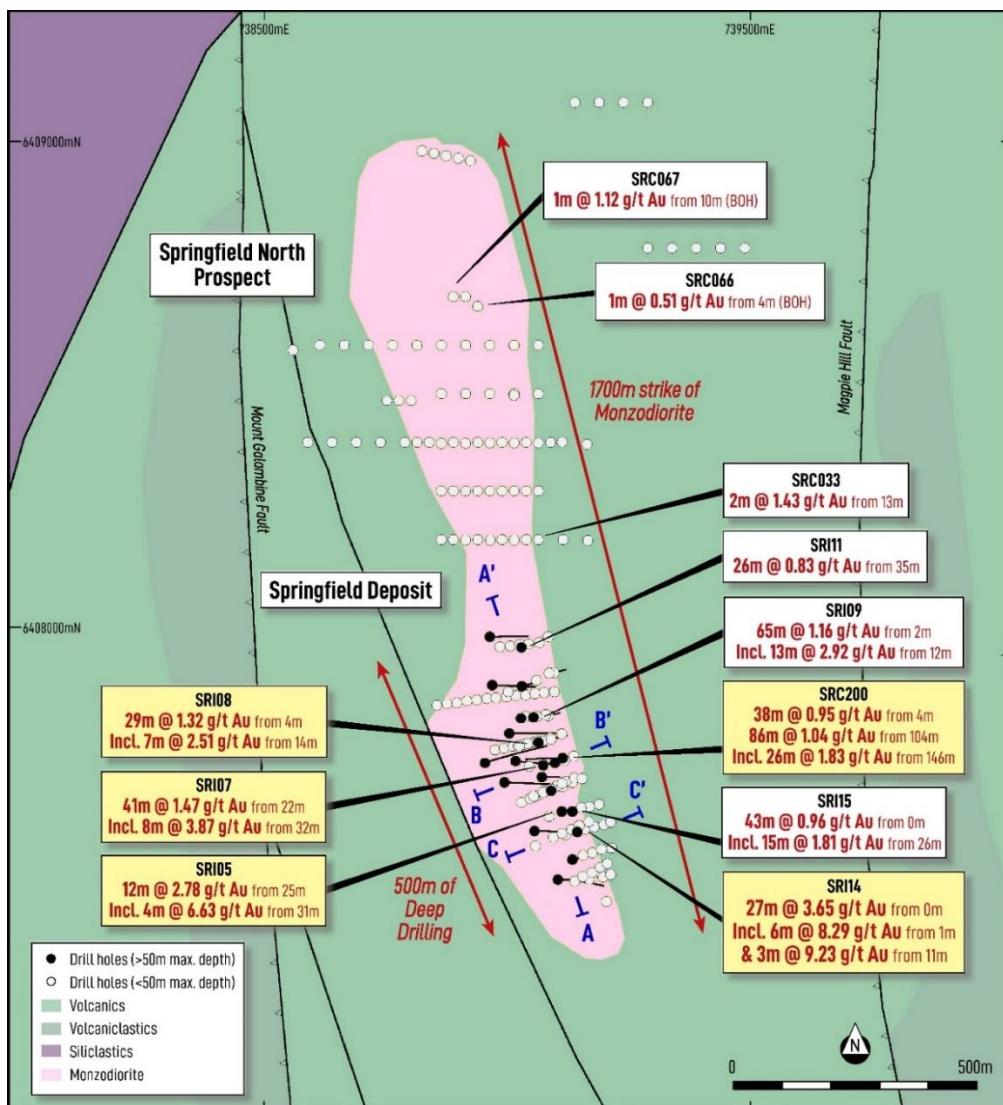 738500mE
739500mE
6409000mN
SRC067
1m @ 1.12 g/t Au from 10m (BOH)
Springfield North
Prospect
SRC066
1m @ 0.51 g/t Au from 4m (BOH)
Mount Galambine Fault
1700m strike of
Monzodiorite
Magpie Hill Fault
SRC033
2m @ 1.43 g/t Au from 13m
SRI11
26m @ 0.83 g/t Au from 35m
Springfield Deposit
A'
6408000mN
SRI09
65m @ 1.16 g/t Au from 2m
Incl. 13m @ 2.92 g/t Au from 12m
SRI08
29m @ 1.32 g/t Au from 4m
Incl. 7m @ 2.51 g/t Au from 14m
SRC200
38m @ 0.95 g/t Au from 4m
86m @ 1.04 g/t Au from 104m
Incl. 26m @ 1.83 g/t Au from 146m
B'
SRI07
41m @ 1.47 g/t Au from 22m
Incl. 8m @ 3.87 g/t Au from 32m
B
C'
SRI15
43m @ 0.96 g/t Au from 0m
Incl. 15m @ 1.81 g/t Au from 26m
C
SRI05
12m @ 2.78 g/t Au from 25m
Incl. 4m @ 6.63 g/t Au from 31m
500m of
Deep
Drilling
A
SRI14
27m @ 3.65 g/t Au from 0m
Incl. 6m @ 8.29 g/t Au from 1m
& 3m @ 9.23 g/t Au from 11m
Drill holes (>50m max. depth)
Drill holes (<50m max. depth)
Volcanics
Volcaniclastics
Siliclastics
Monzodiorite
N
0
500m